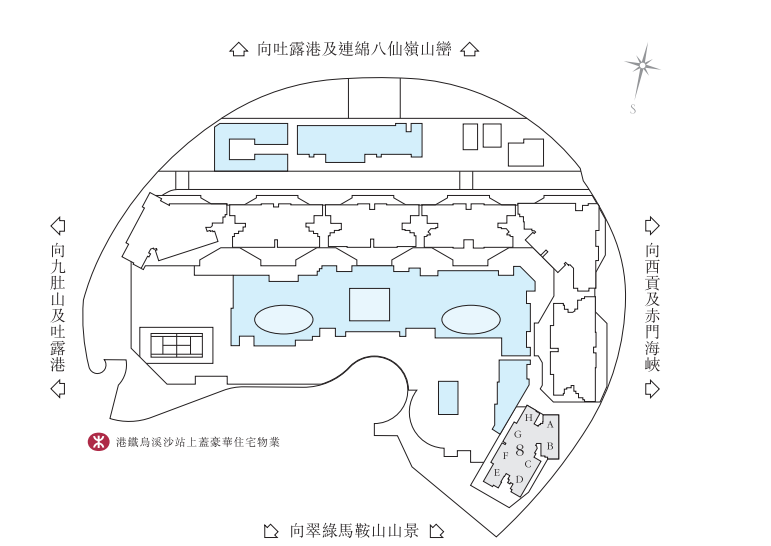 向吐露港及連綿八仙嶺山巒
S
向九肚山及吐露港
向西貢及赤門海峽
H
A
G
B
8
F
C
E
D
港鐵烏溪沙站上蓋豪華住宅物業
向翠綠馬鞍山山景